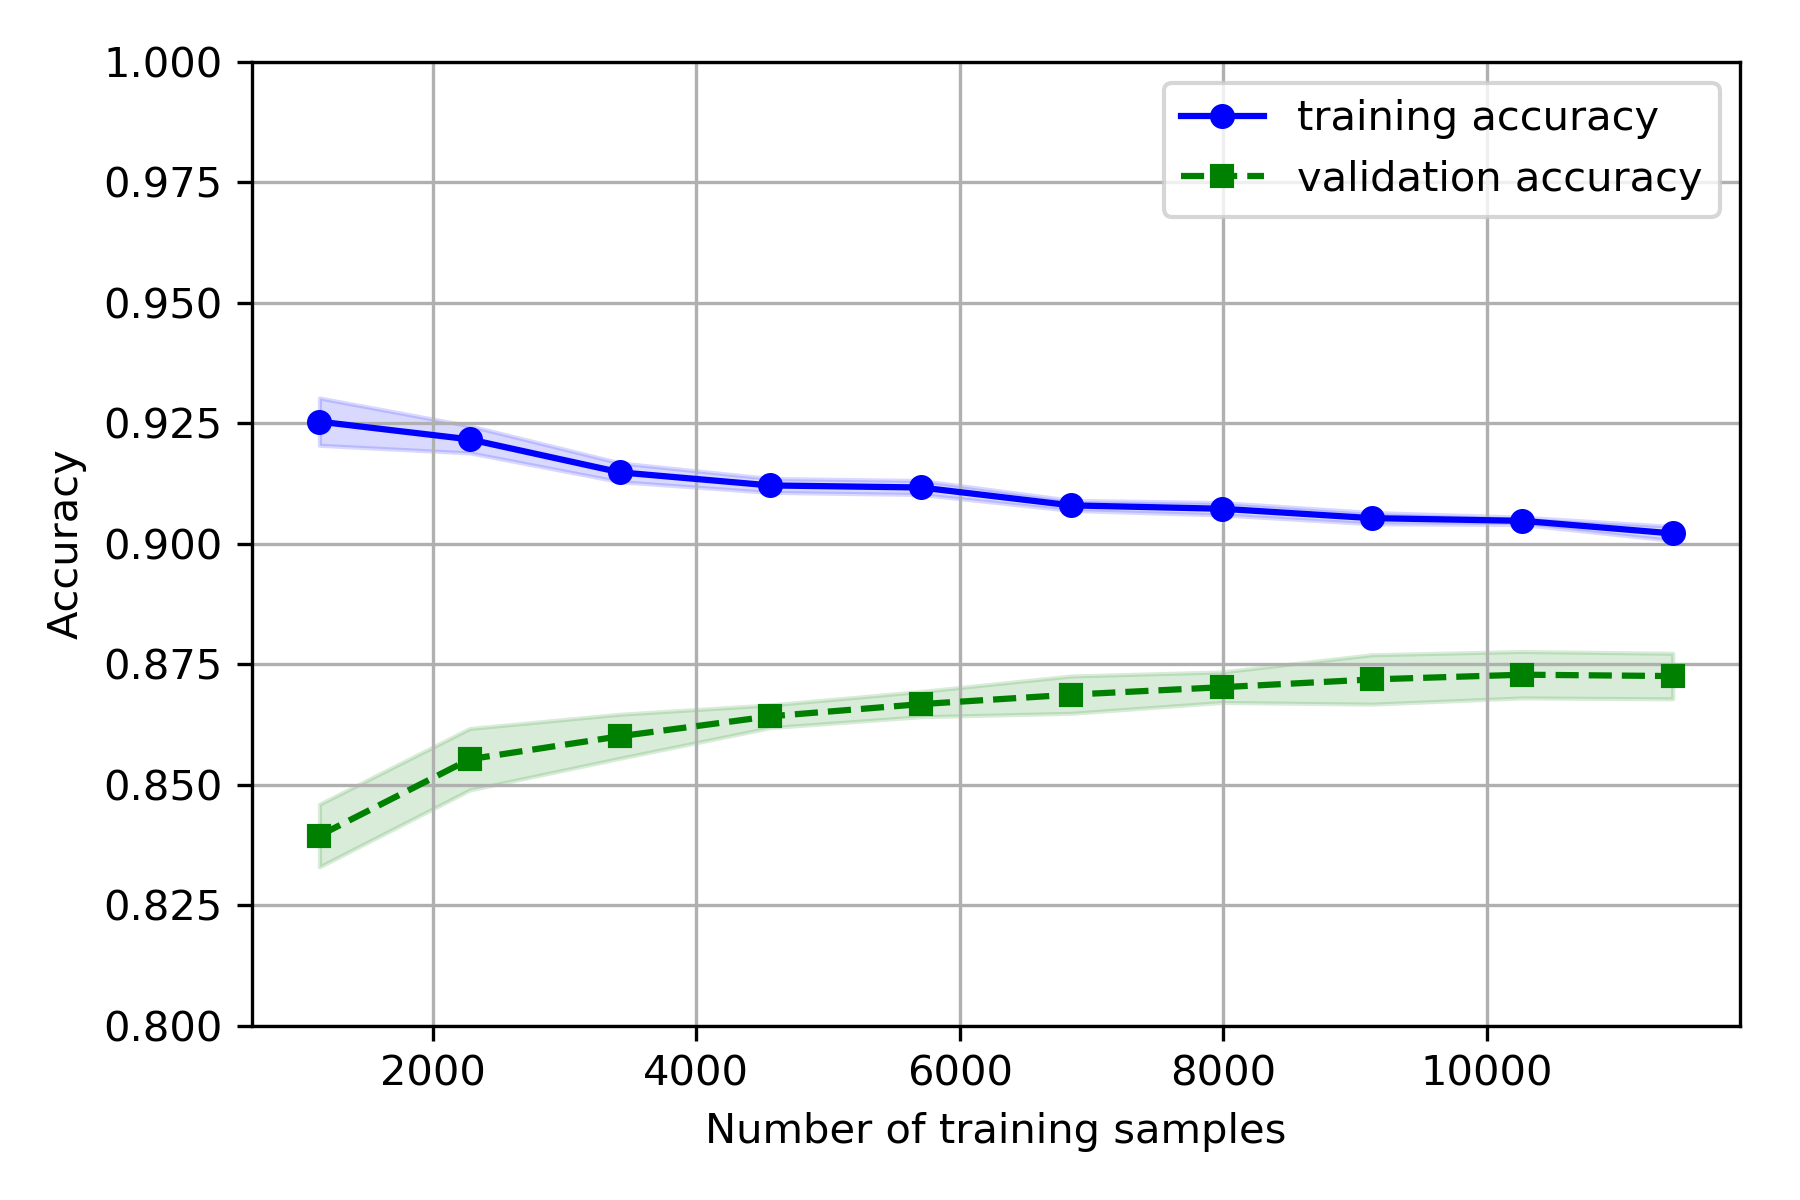 1.000
0.975
0.950
0.925
0.900
0.875
0.850
0.825
0.800
Accuracy
training accuracy
validation accuracy
2000 4000 6000 8000 10000
Number of training samples